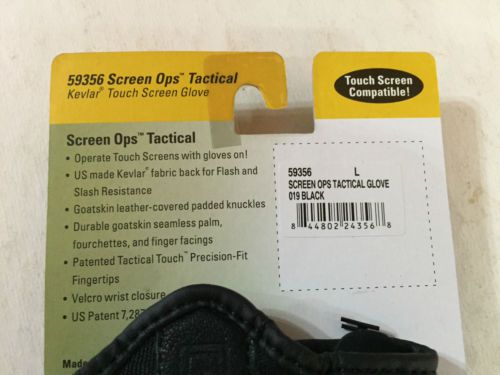 59356 Screen Ops™ Tactical
Kevlar® Touch Screen Glove
Touch Screen
Compatible!
Screen Ops™ Tactical
• Operate Touch Screens with gloves on!
• US made Kevlar® fabric back for Flash and
Slash Resistance
• Goatskin leather-covered padded knuckles
• Durable goatskin seamless palm,
fourchettes, and finger facings
• Patented Tactical Touch™ Precision-Fit
Fingertips
• Velcro wrist closure
• US Patent 7,287
Made
59356 L
SCREEN OPS TACTICAL GLOVE
019 BLACK
8 44802 24356 8